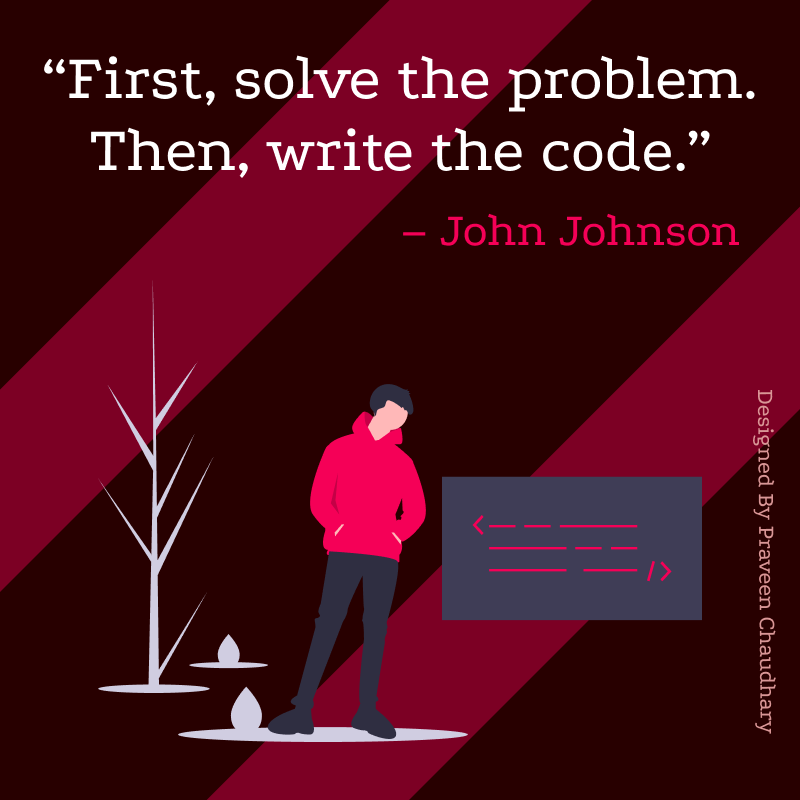 “First, solve the problem.
Then, write the code.”
– John Johnson
Designed By Praveen Chaudhary
< />